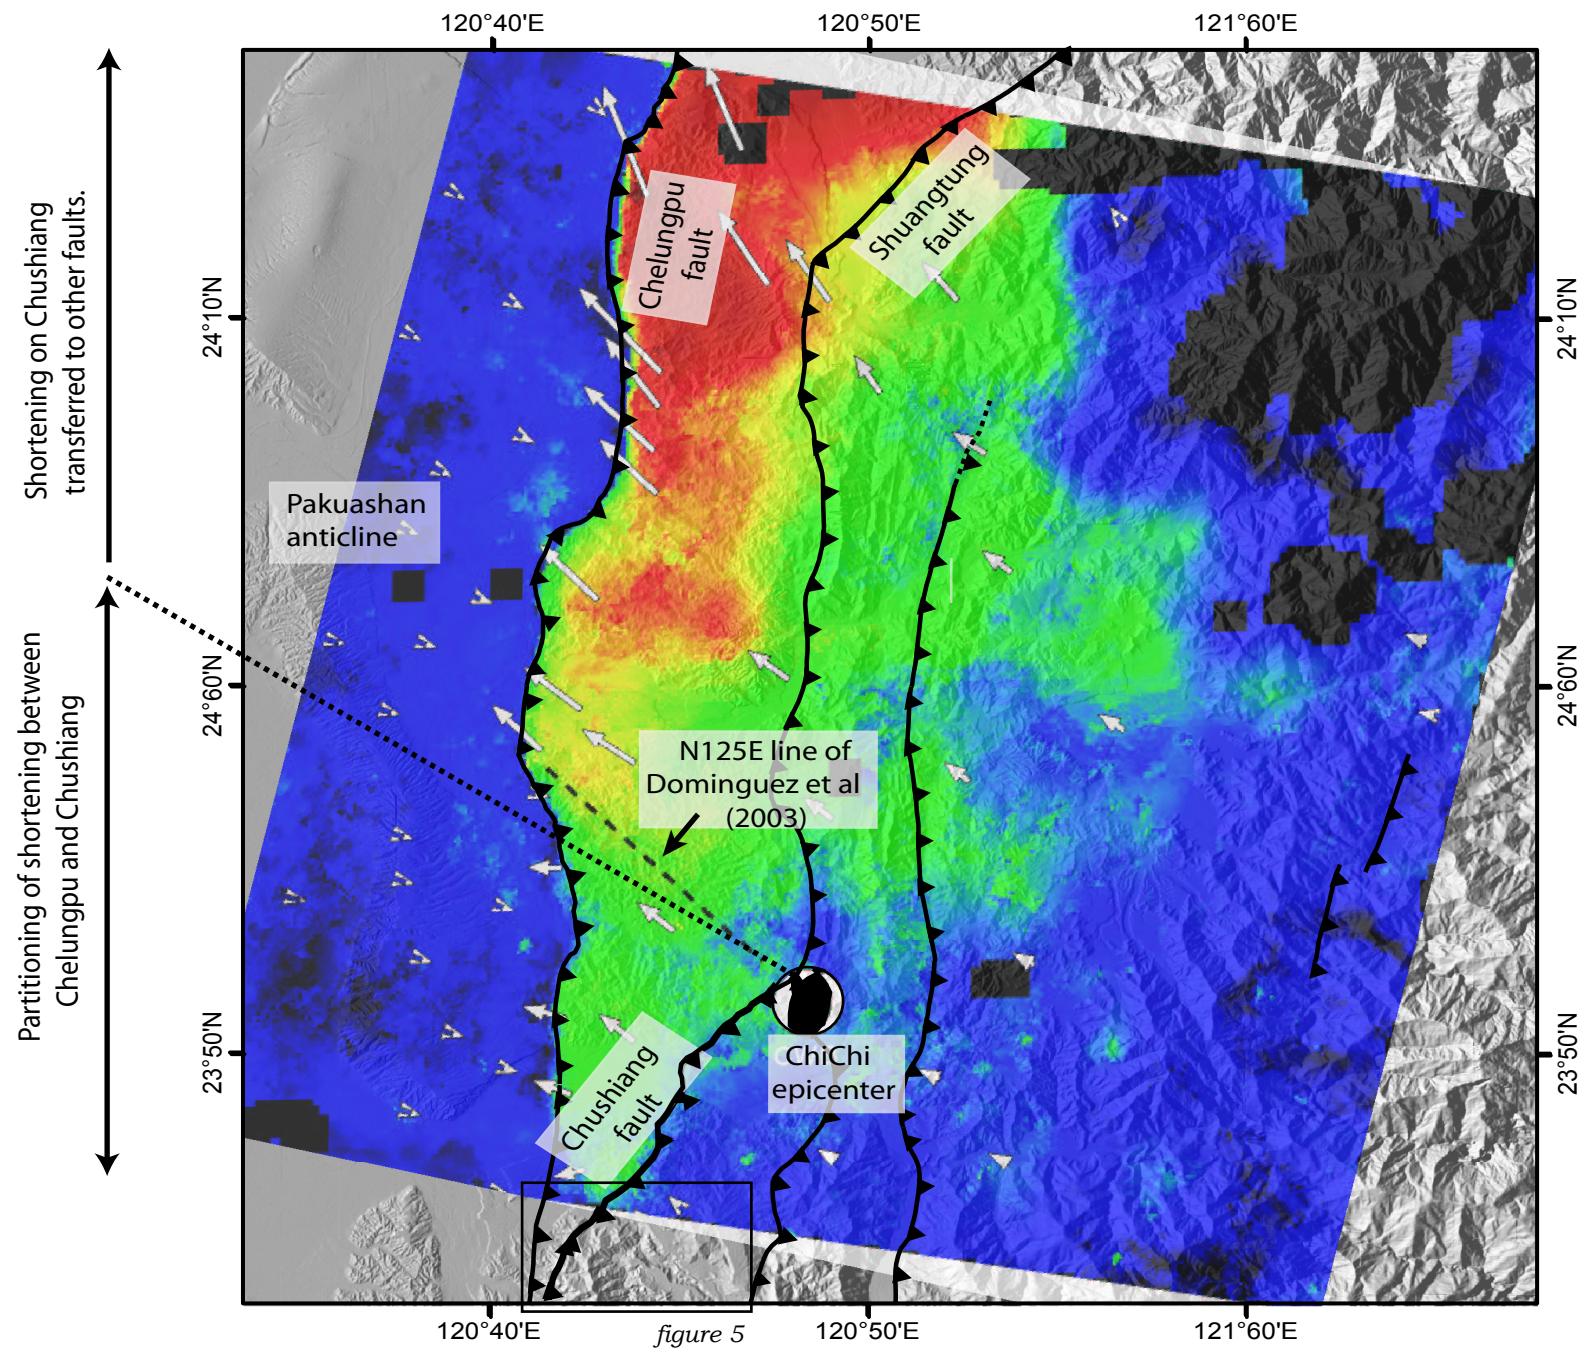 120°40'E
120°50'E
121°60'E
Shortening on Chushiang
transferred to other faults.
Partitioning of shortening between
Chelungpu and Chushiang
24°10'N
24°60'N
23°50'N
Chelungpu
fault
Shuangtung
fault
Pakuashan
anticline
N125E line of
Dominguez et al
(2003)
ChiChi
epicenter
Chushiang
fault
24°10'N
24°60'N
23°50'N
120°40'E
figure 5
120°50'E
121°60'E